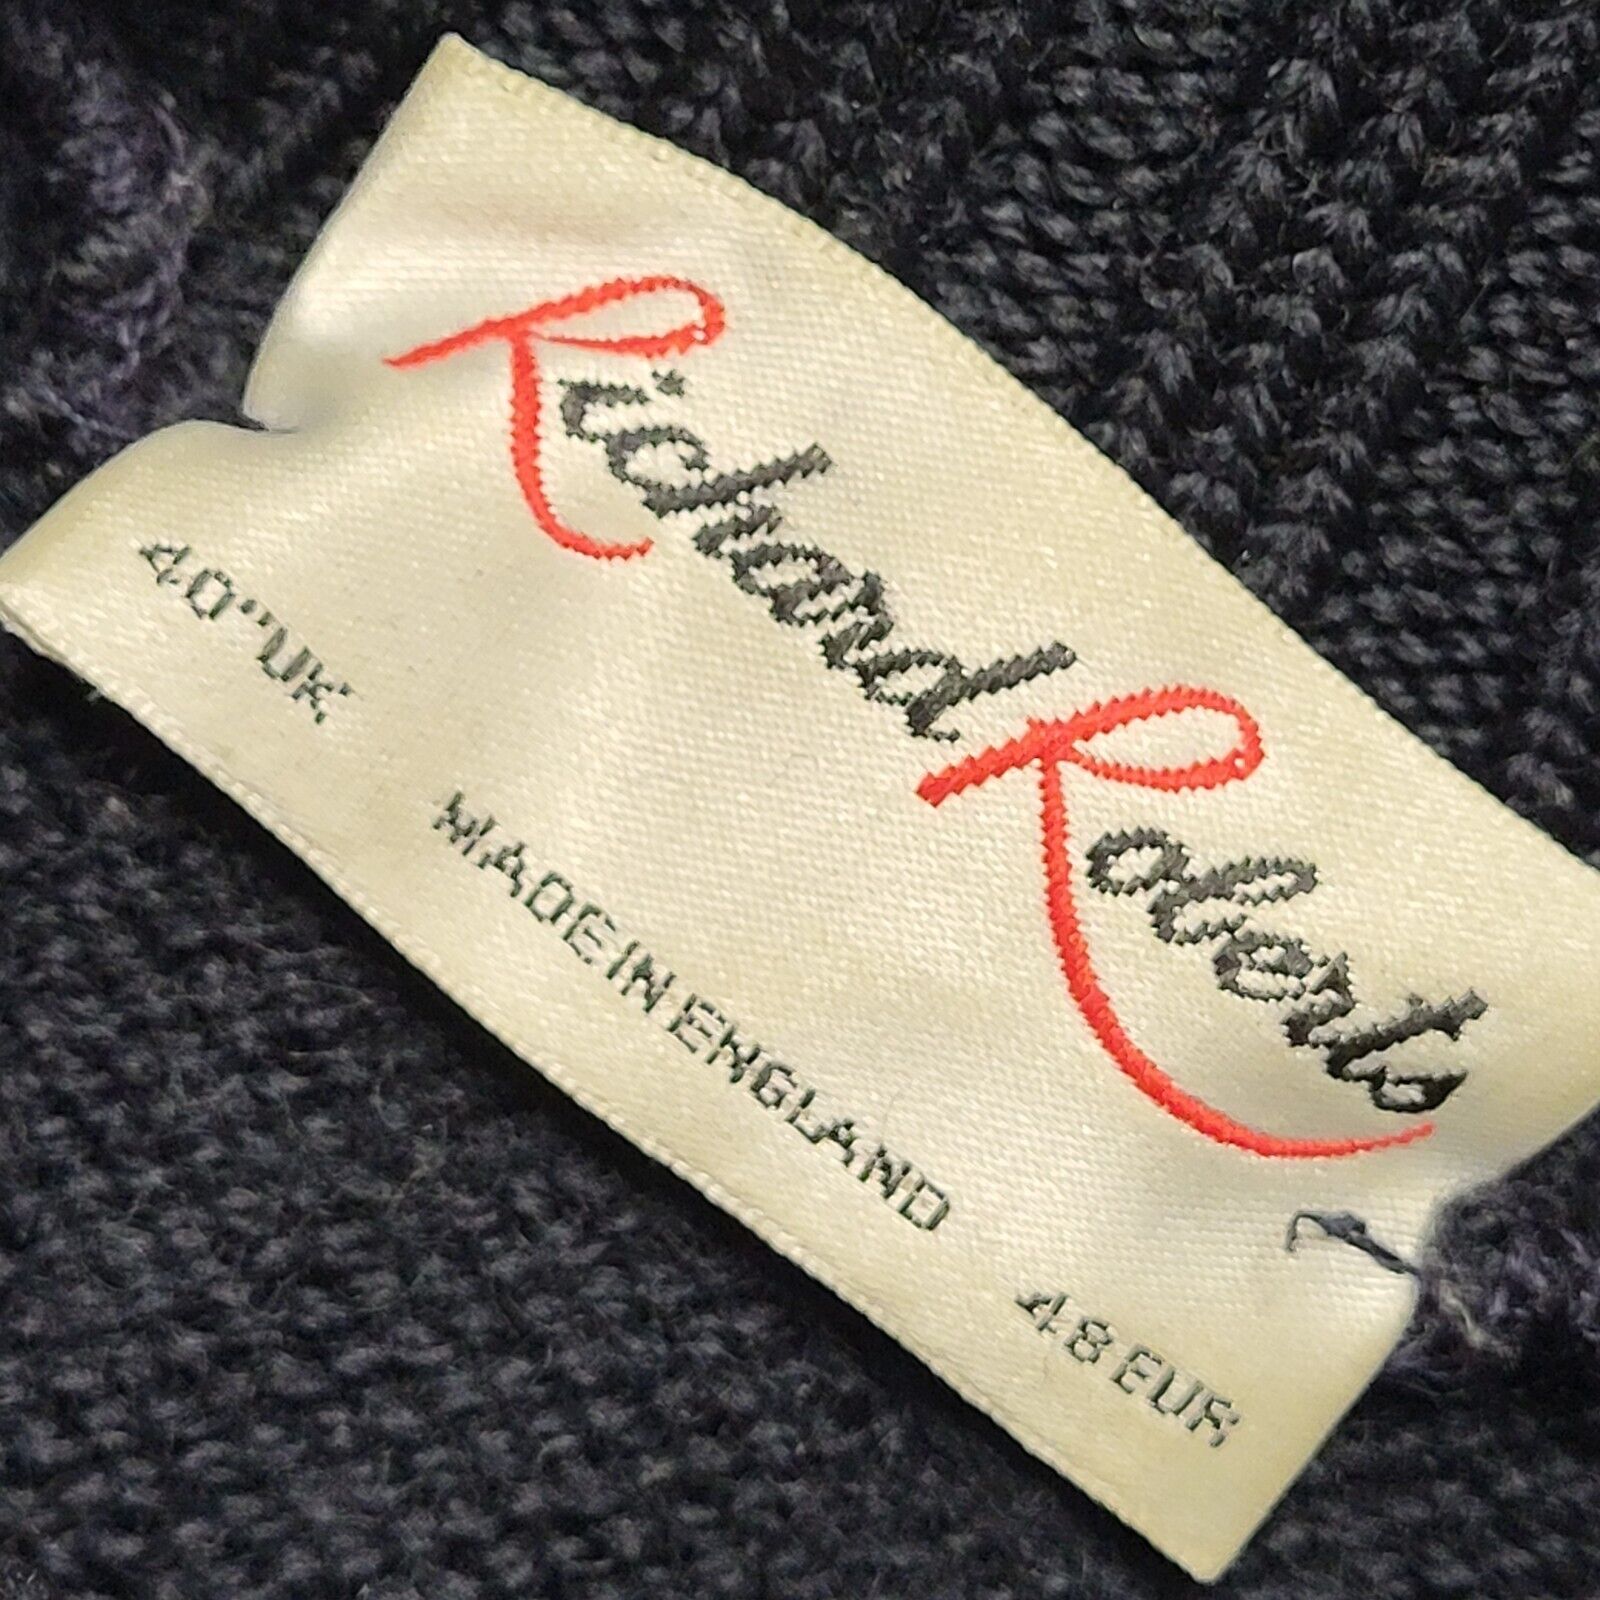 Richard Roberts
40"UK
MADE IN ENGLAND
48 EUR